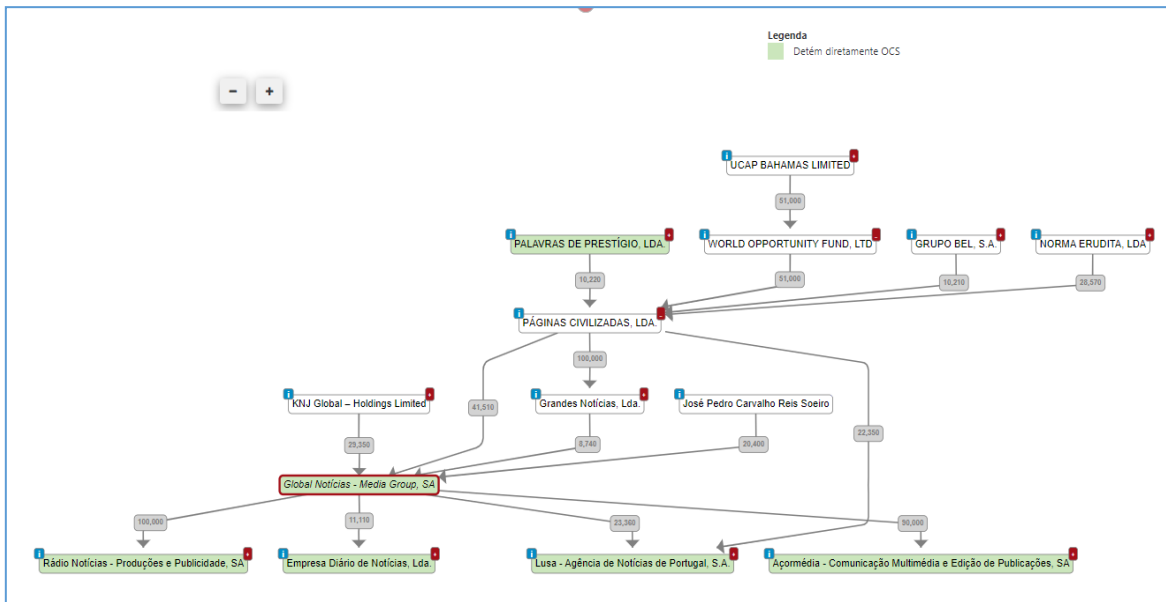 Legenda
Detém diretamente OCS
− +
UCAP BAHAMAS LIMITED
51,000
PALAVRAS DE PRESTÍGIO, LDA.
WORLD OPPORTUNITY FUND, LTD
GRUPO BEL, S.A.
NORMA ERUDITA, LDA
10,220
51,000
10,210
28,570
PÁGINAS CIVILIZADAS, LDA.
100,000
KNJ Global – Holdings Limited
41,510
Grandes Notícias, Lda.
José Pedro Carvalho Reis Soeiro
22,350
29,350
8,740
20,400
Global Notícias - Media Group, SA
100,000
11,110
23,360
90,000
Rádio Notícias - Produções e Publicidade, SA
Empresa Diário de Notícias, Lda.
Lusa - Agência de Notícias de Portugal, S.A.
Açormédia - Comunicação Multimédia e Edição de Publicações, SA